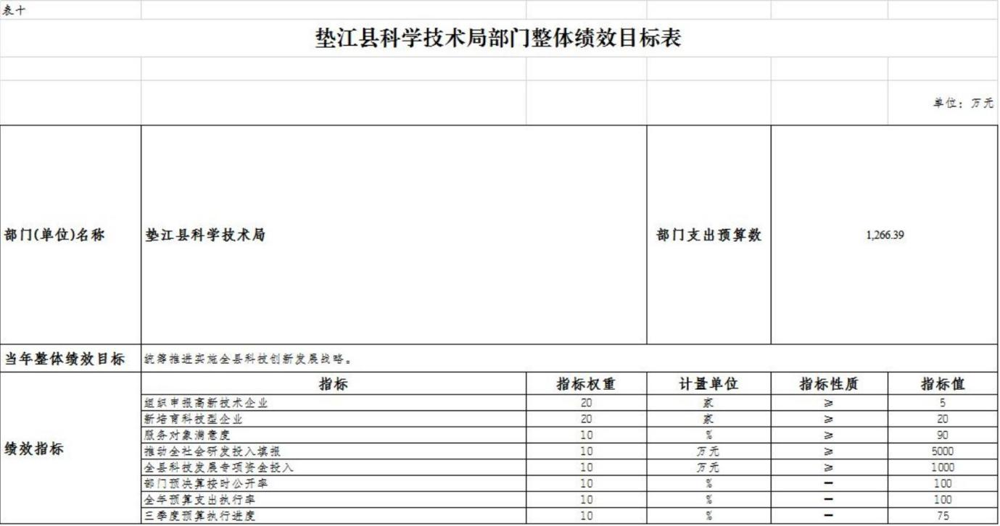 表十
垫江县科学技术局部门整体绩效目标表
单位：万元
部门(单位)名称 垫江县科学技术局 部门支出预算数 1,266.39
当年整体绩效目标 统筹推进实施全县科技创新发展战略。
绩效指标
指标 指标权重 计量单位 指标性质 指标值
组织申报高新技术企业 20 家 ≥ 5
新培育科技型企业 20 家 ≥ 20
服务对象满意度 10 % ≥ 90
推动全社会研发投入填报 10 万元 ≥ 5000
全县科技发展专项资金投入 10 万元 ≥ 1000
部门预决算按时公开率 10 % － 100
全年预算支出执行率 10 % － 100
三季度预算执行进度 10 % － 75